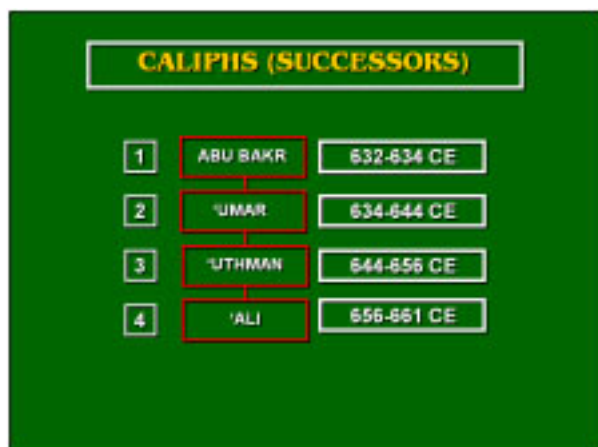 CALIPHS (SUCCESSORS)
1 ABU BAKR 632-634 CE
2 'UMAR 634-644 CE
3 'UTHMAN 644-656 CE
4 'ALI 656-661 CE